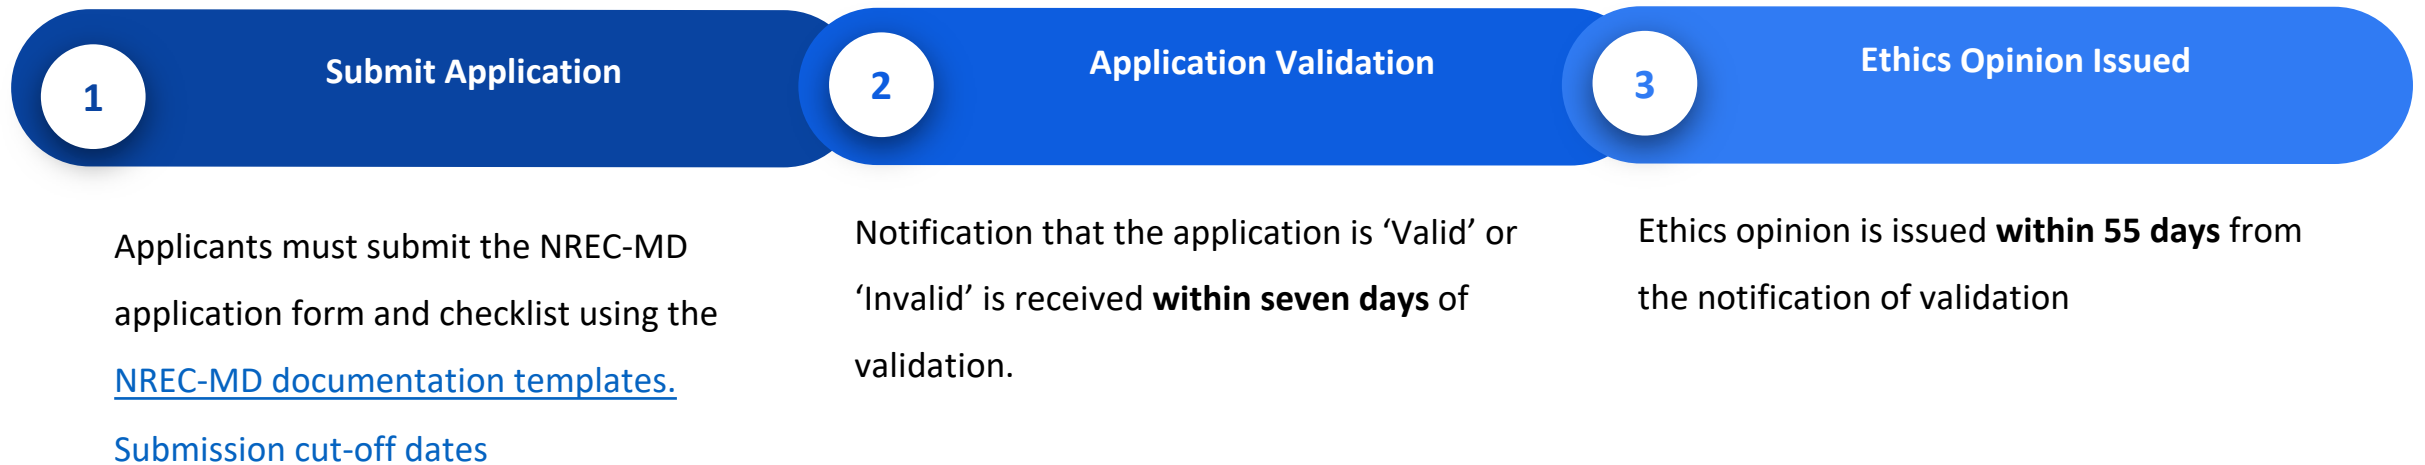 1
Submit Application
Applicants must submit the NREC-MD
application form and checklist using the
NREC-MD documentation templates.
Submission cut-off dates
2
Application Validation
Notification that the application is ‘Valid’ or
‘Invalid’ is received within seven days of
validation.
3
Ethics Opinion Issued
Ethics opinion is issued within 55 days from
the notification of validation